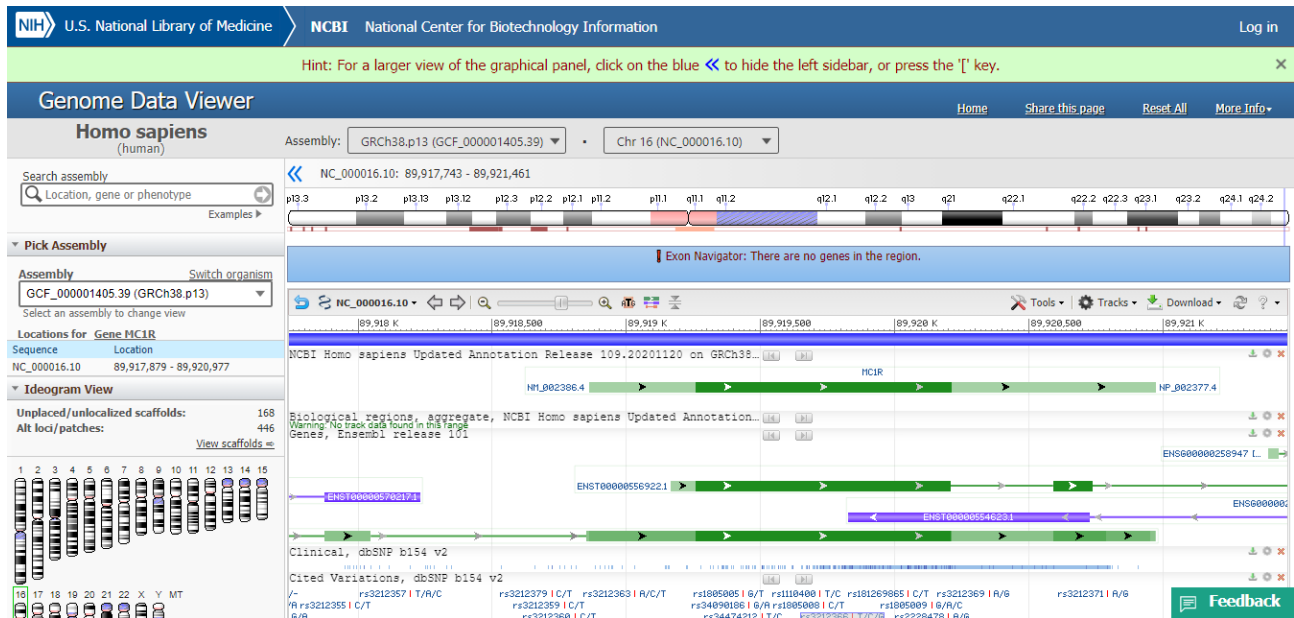 NIH U.S. National Library of Medicine NCBI National Center for Biotechnology Information Log in
Hint: For a larger view of the graphical panel, click on the blue « to hide the left sidebar, or press the '[' key. ×
Genome Data Viewer Home Share this page Reset All More Info
Homo sapiens
(human)
Assembly: GRCh38.p13 (GCF_000001405.39) • Chr 16 (NC_000016.10)
Search assembly
Location, gene or phenotype
Examples
NC_000016.10: 89,917,743 - 89,921,461
p13.3 p13.2 p13.13 p13.12 p12.3 p12.2 p12.1 p11.2 p11.1 q11.1 q11.2 q12.1 q12.2 q13 q21 q22.1 q22.2 q22.3 q23.1 q23.2 q24.1 q24.2
Pick Assembly
Exon Navigator: There are no genes in the region.
Assembly Switch organism
GCF_000001405.39 (GRCh38.p13)
Select an assembly to change view
NC_000016.10 Tools Tracks Download ?
89,918 K 89,918,500 89,919 K 89,919,500 89,920 K 89,920,500 89,921 K
Locations for Gene MC1R
Sequence Location
NC_000016.10 89,917,879 - 89,920,977
Ideogram View
Unplaced/unlocalized scaffolds: 168
Alt loci/patches: 446
View scaffolds
1 2 3 4 5 6 7 8 9 10 11 12 13 14 15
16 17 18 19 20 21 22 X Y MT
NCBI Homo sapiens Updated Annotation Release 109.20201120 on GRCh38…
MC1R
NM_002386.4 NP_002377.4
Biological regions, aggregate, NCBI Homo sapiens Updated Annotation…
Warning: No track data found in this range
Genes, Ensembl release 101
ENSG00000258947 […
ENST00000556922.1
ENST00000570217.1
ENSG000002
ENST00000554623.1
Clinical, dbSNP b154 v2
Cited Variations, dbSNP b154 v2
/- rs3212357 | T/A/C rs3212379 | C/T rs3212363 | A/C/T rs1805005 | G/T rs1110400 | T/C rs181269865 | C/T rs3212369 | A/G rs3212371 | A/G
/A rs3212355 | C/T rs3212359 | C/T rs34090186 | G/A rs1805008 | C/T rs1805009 | G/A/C
G/A rs3212360 | C/T rs34474212 | T/C rs3212366 | T/C/G rs2228478 | A/G
Feedback